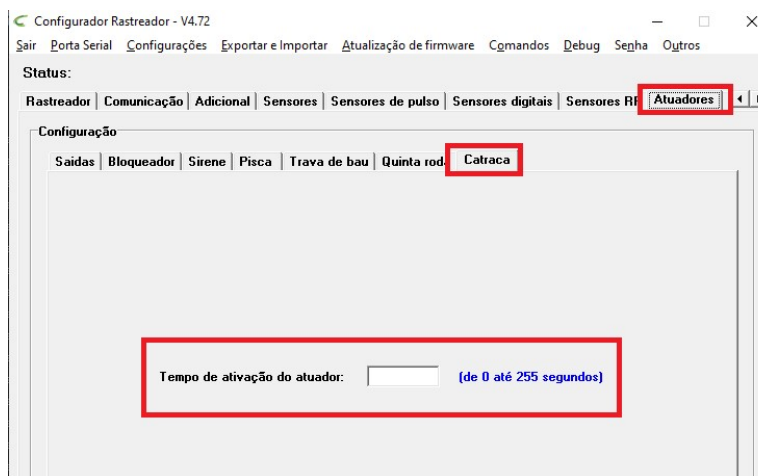 Configurador Rastreador - V4.72
Sair Porta Serial Configurações Exportar e Importar Atualização de firmware Comandos Debug Senha Outros
Status:
Rastreador Comunicação Adicional Sensores Sensores de pulso Sensores digitais Sensores Atuadores
Configuração
Saidas Bloqueador Sirene Pisca Trava de bau Quinta Catraca
Tempo de ativação do atuador: (de 0 até 255 segundos)